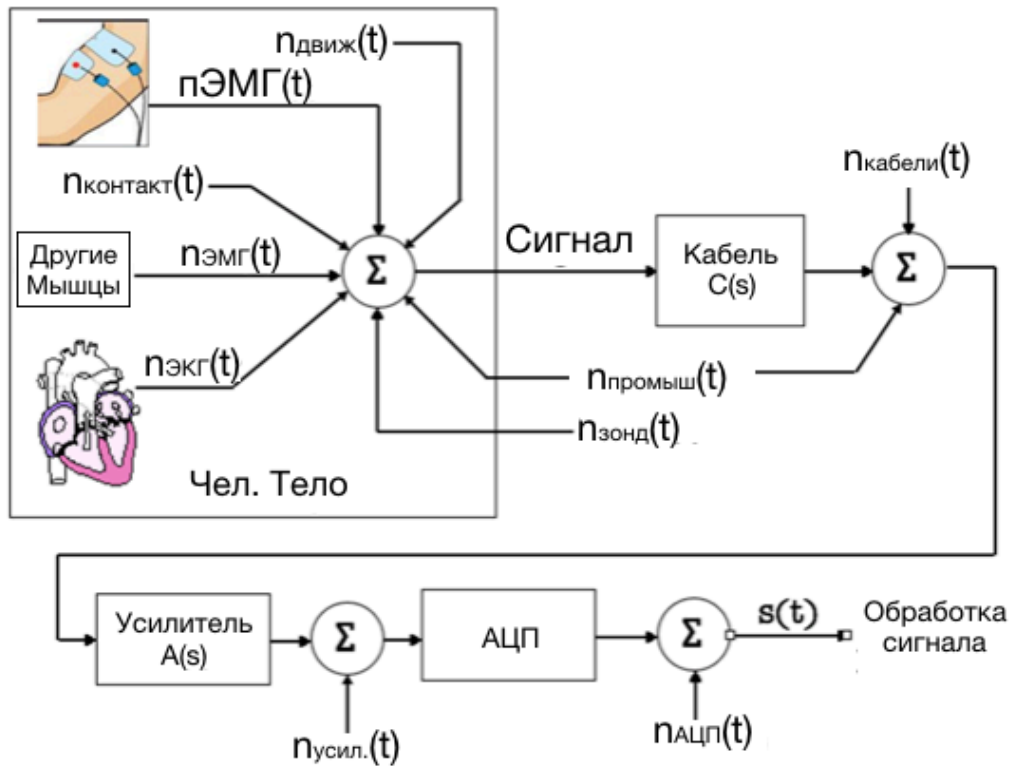 nдвиж(t)
пЭМГ(t)
nконтакт(t)
Другие
Мышцы
nЭМГ(t)
Σ
nЭКГ(t)
Чел. Тело
Сигнал
Кабель
C(s)
nкабели(t)
Σ
nпромыш(t)
nзонд(t)
Усилитель
A(s)
Σ
nусил.(t)
АЦП
Σ
nАЦП(t)
s(t)
Обработка
сигнала